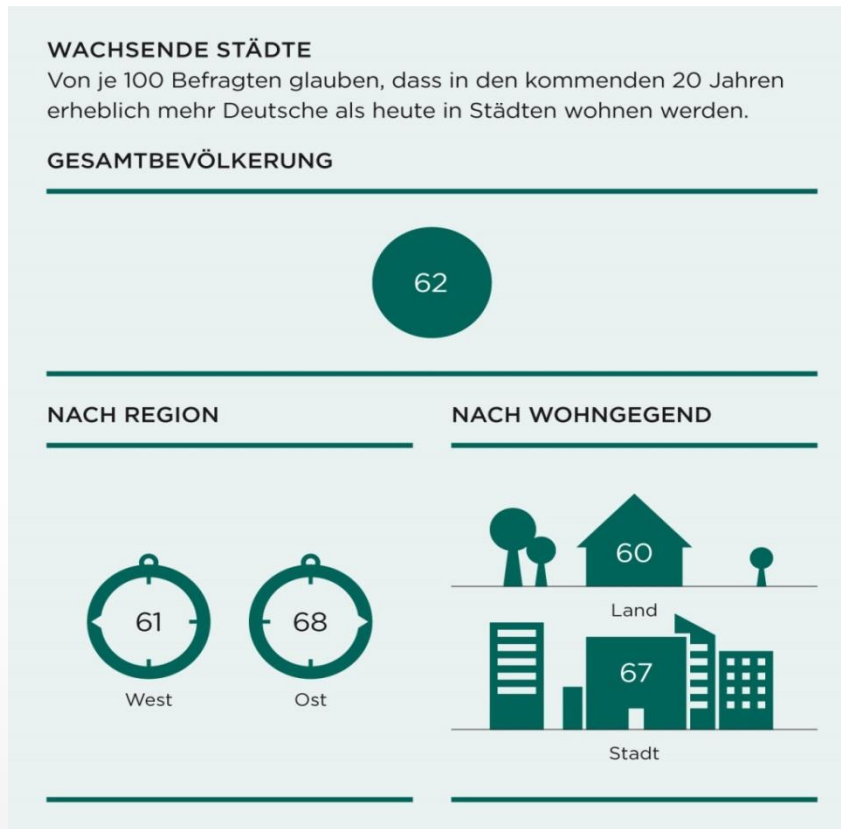 WACHSENDE STÄDTE
Von je 100 Befragten glauben, dass in den kommenden 20 Jahren
erheblich mehr Deutsche als heute in Städten wohnen werden.
GESAMTBEVÖLKERUNG
62
NACH REGION
61
West
68
Ost
NACH WOHNGEGEND
60
Land
67
Stadt